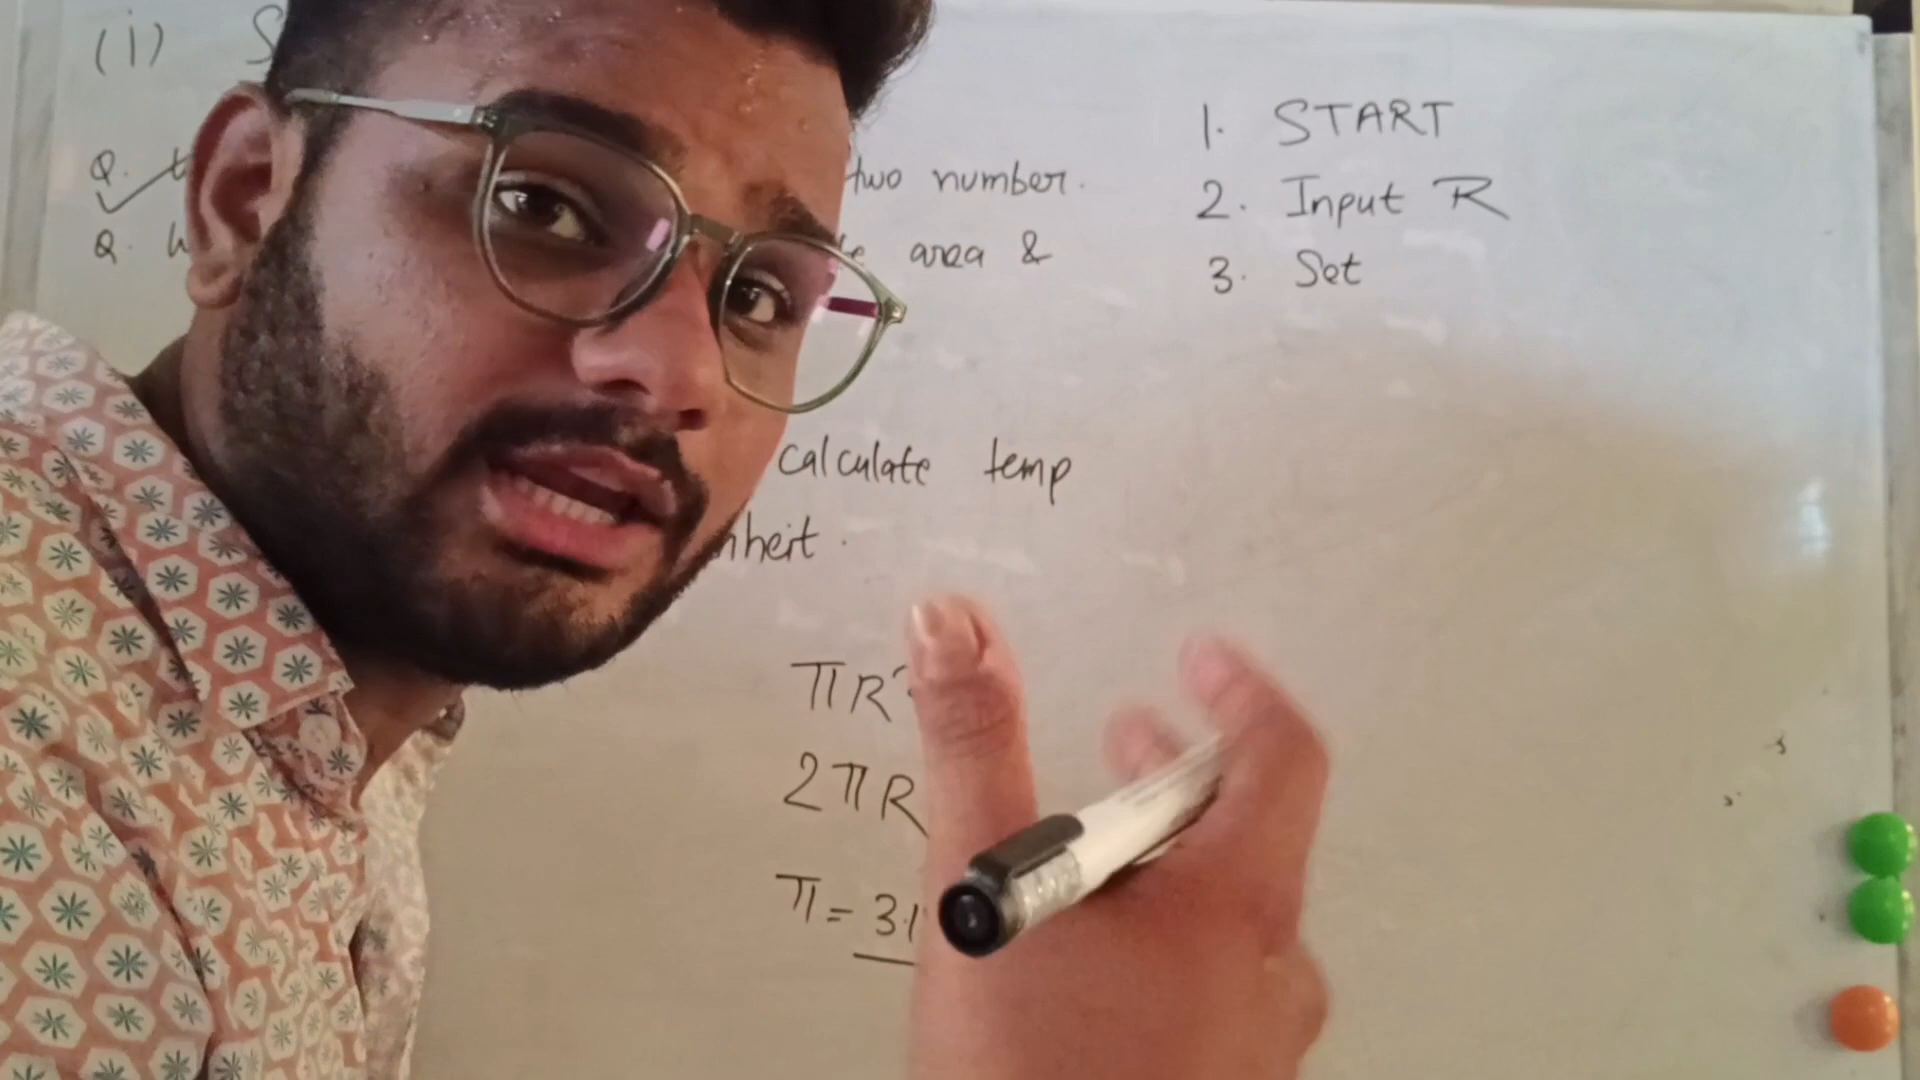 (i) S
Q.
two number.
Q.
area &
calculate temp
nheit.
πR²
2πR
π = 3.1
1. START
2. Input R
3. Set